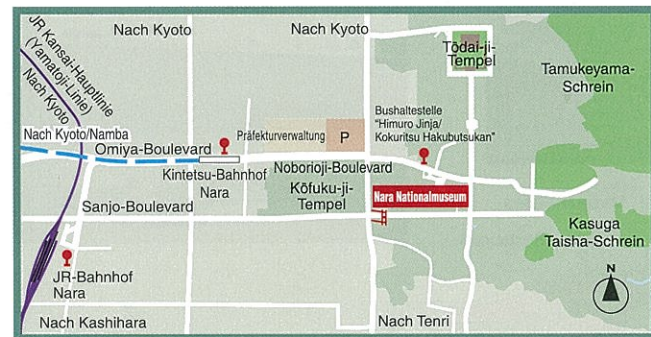 Nach Kyoto
Nach Kyoto
JR Kansai-Hauptlinie
(Yamatoji-Linie)
Nach Kyoto
Tōdai-ji-
Tempel
Tamukeyama-
Schrein
Bushaltestelle
"Himuro Jinja/
Kokuritsu Hakubutsukan"
Präfekturverwaltung
P
Nach Kyoto/Namba
Omiya-Boulevard
Kintetsu-Bahnhof
Nara
Noborioji-Boulevard
Kōfuku-ji-
Tempel
Nara Nationalmuseum
Sanjo-Boulevard
Kasuga
Taisha-Schrein
JR-Bahnhof
Nara
N
Nach Kashihara
Nach Tenri